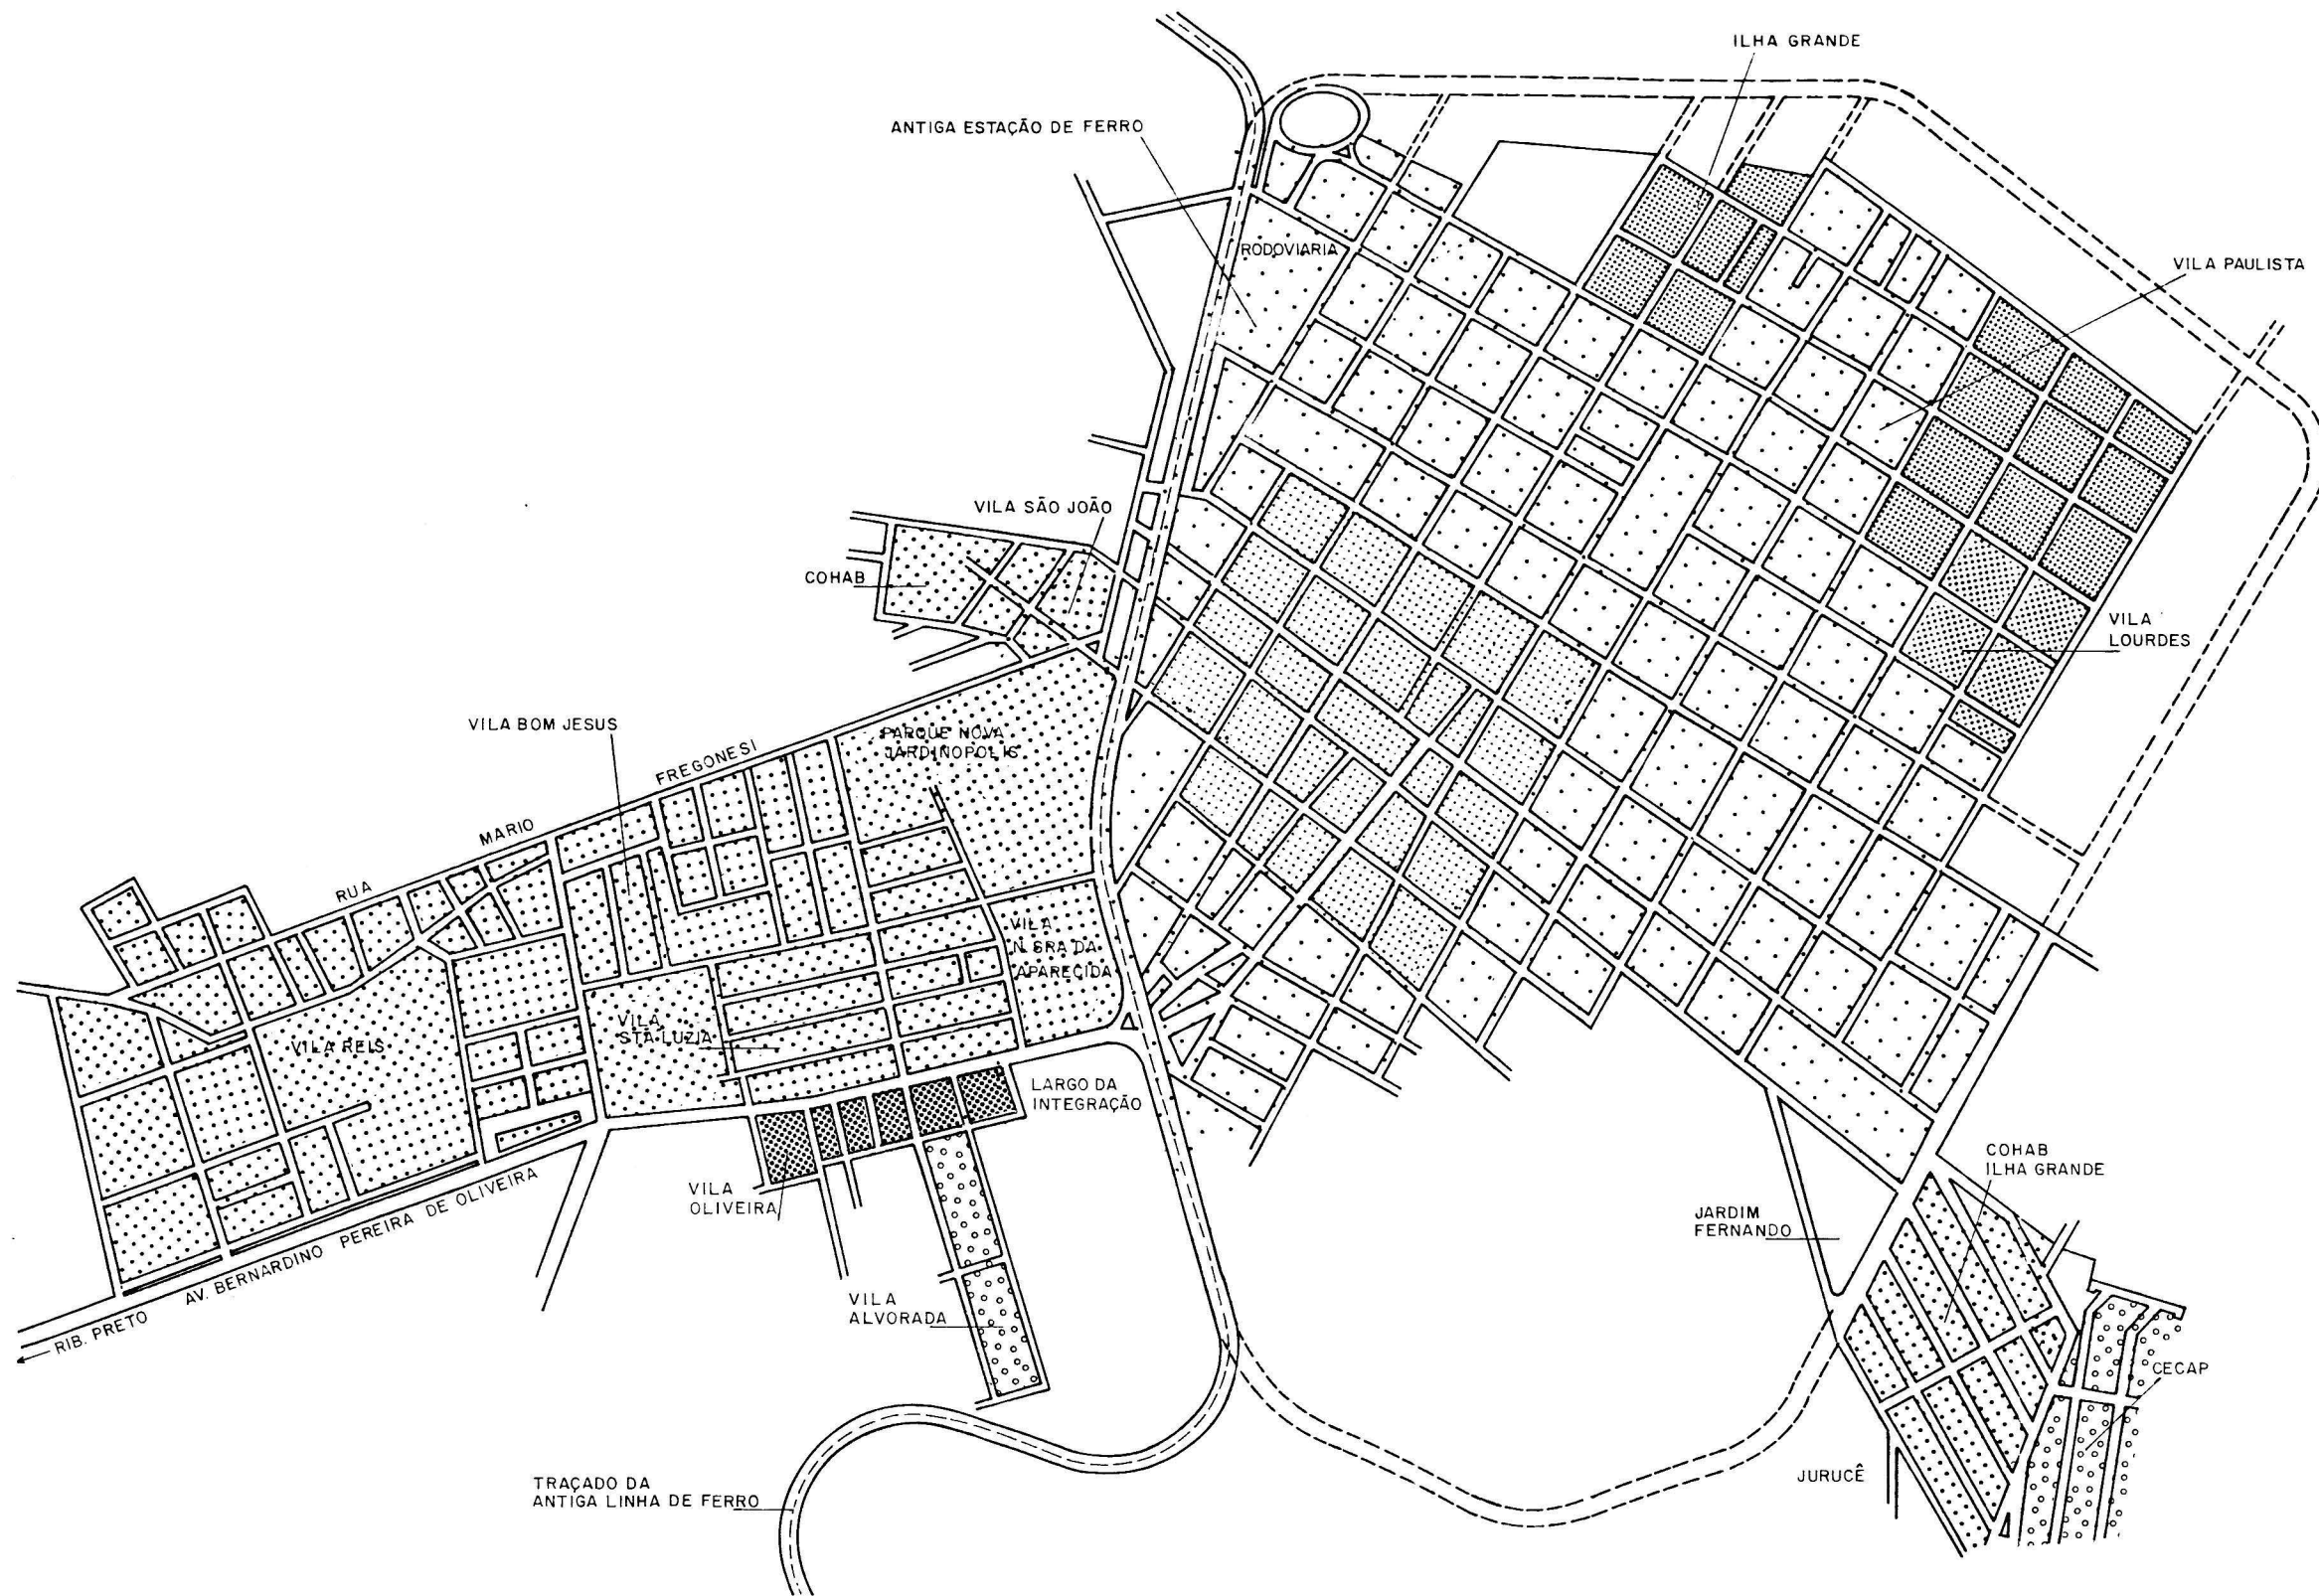 ILHA GRANDE
ANTIGA ESTAÇÃO DE FERRO
RODOVIARIA
VILA PAULISTA
VILA SÃO JOÃO
COHAB
VILA
LOURDES
VILA BOM JESUS
PARQUE NOVA
JARDINOPOLIS
RUA MARIO FREGONESI
VILA
N. SRA DA
APARECIDA
VILA REIS
VILA
STA LUZIA
LARGO DA
INTEGRAÇÃO
VILA
OLIVEIRA
COHAB
ILHA GRANDE
JARDIM
FERNANDO
AV. BERNARDINO PEREIRA DE OLIVEIRA
RIB. PRETO
VILA
ALVORADA
CECAP
JURUCÊ
TRAÇADO DA
ANTIGA LINHA DE FERRO